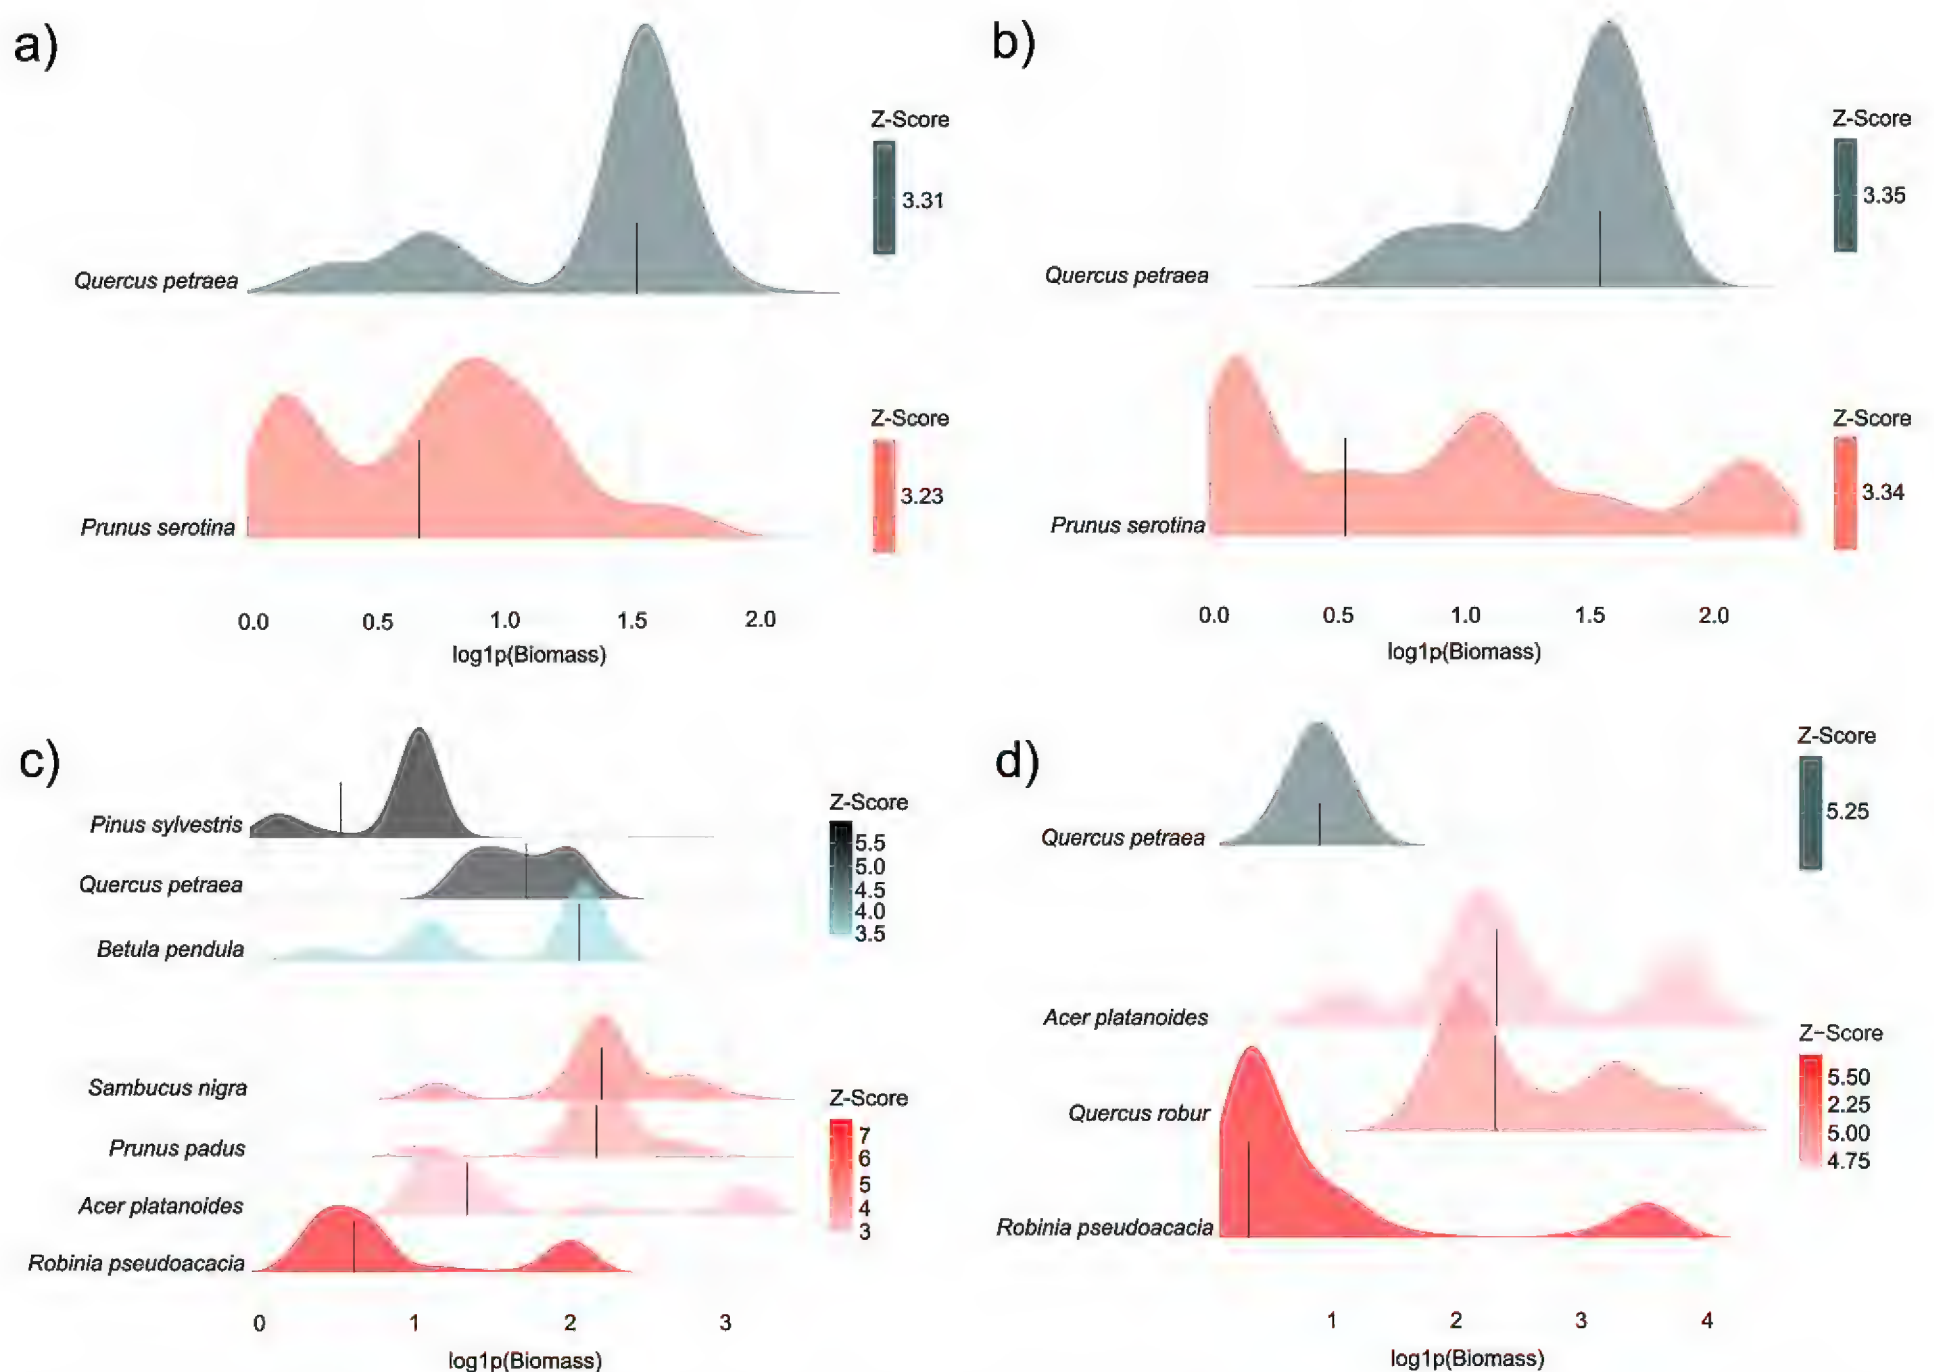 a)
Z-Score
3.31
Quercus petraea
Z-Score
3.23
Prunus serotina
0.0 0.5 1.0 1.5 2.0
log1p(Biomass)
b)
Z-Score
3.35
Quercus petraea
Z-Score
3.34
Prunus serotina
0.0 0.5 1.0 1.5 2.0
log1p(Biomass)
c)
Pinus sylvestris
Quercus petraea
Betula pendula
Z-Score
5.5
5.0
4.5
4.0
3.5
Sambucus nigra
Prunus padus
Acer platanoides
Robinia pseudoacacia
Z-Score
7
6
5
4
3
0 1 2 3
log1p(Biomass)
d)
Z-Score
5.25
Quercus petraea
Acer platanoides
Quercus robur
Robinia pseudoacacia
Z-Score
5.50
2.25
5.00
4.75
1 2 3 4
log1p(Biomass)